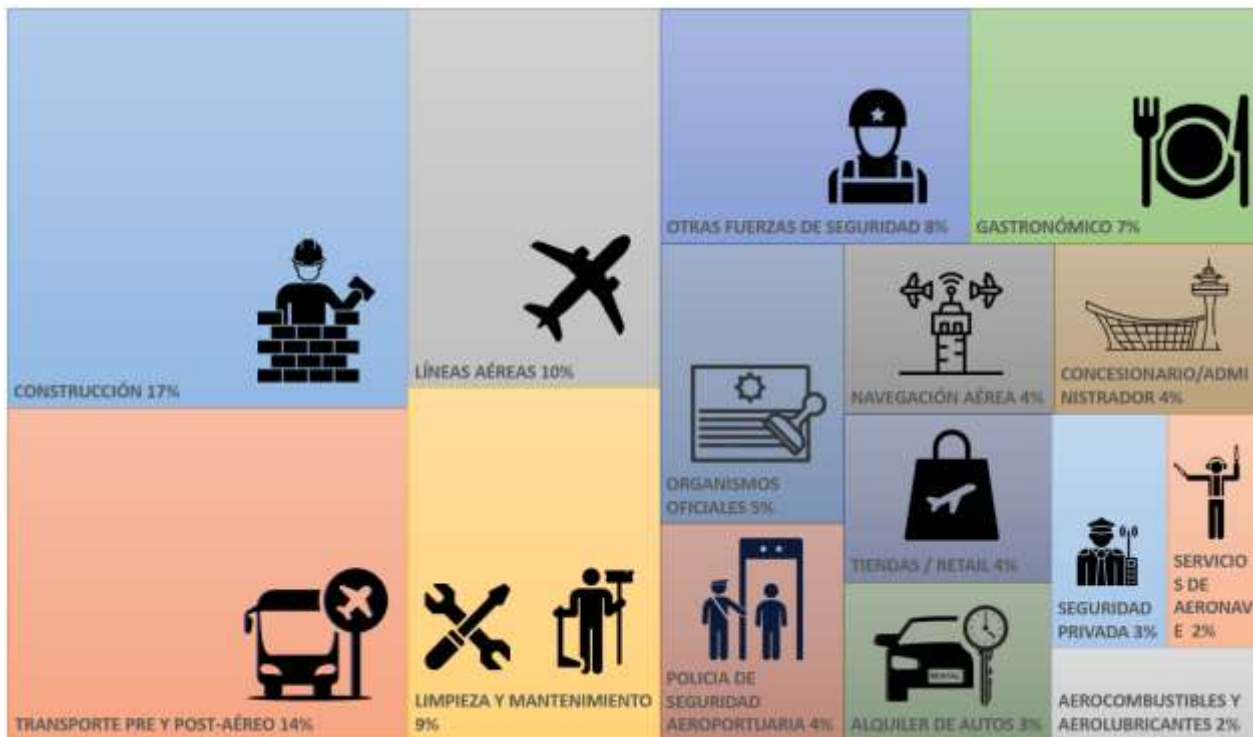 CONSTRUCCIÓN 17%
LÍNEAS AÉREAS 10%
OTRAS FUERZAS DE SEGURIDAD 8%
GASTRONÓMICO 7%
TRANSPORTE PRE Y POST-AÉREO 14%
LIMPIEZA Y MANTENIMIENTO
9%
ORGANISMOS
OFICIALES 5%
NAVEGACIÓN AÉREA 4%
CONCESIONARIO/ADMI
NISTRADOR 4%
POLICIA DE
SEGURIDAD
AEROPORTUARIA 4%
TIENDAS / RETAIL 4%
RENTAL
ALQUILER DE AUTOS 3%
SEGURIDAD
PRIVADA 3%
SERVICIO
S DE
AERONAV
E 2%
AEROCOMBUSTIBLES Y
AEROLUBRICANTES 2%